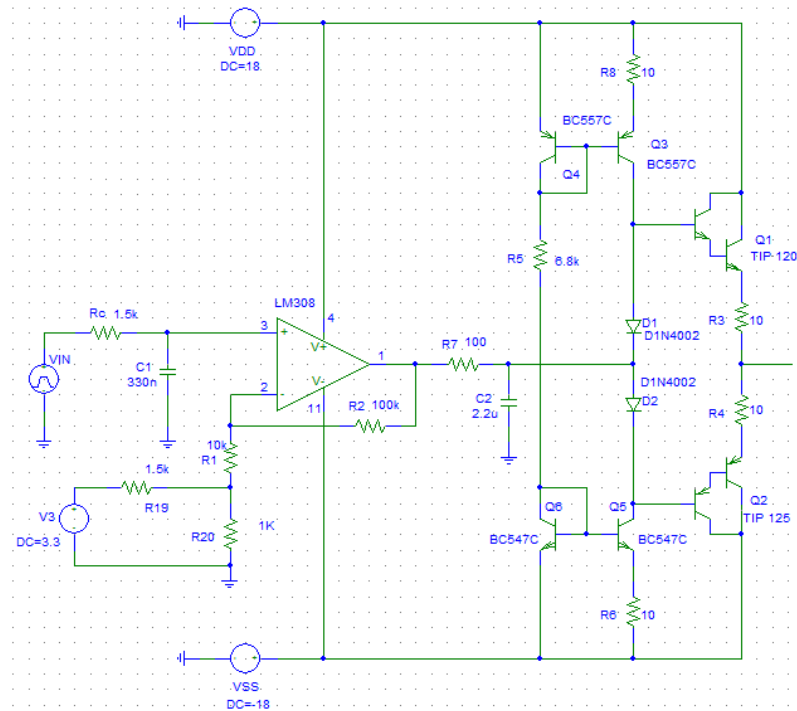 VDD
DC=18
R8 10
BC557C
Q3
BC557C
Q4
Q1
TIP 120
R5 6.8k
LM308
Rc 1.5k
3
4
+
V+
1
R7 100
D1
D1N4002
R3 10
VIN
C1
330n
2
-
V-
11
R2 100k
C2
2.2u
D1N4002
D2
R4 10
10k
R1
1.5k
R19
V3
DC=3.3
R20 1K
Q6
BC547C
Q5
BC547C
Q2
TIP 125
R6 10
VSS
DC=-18